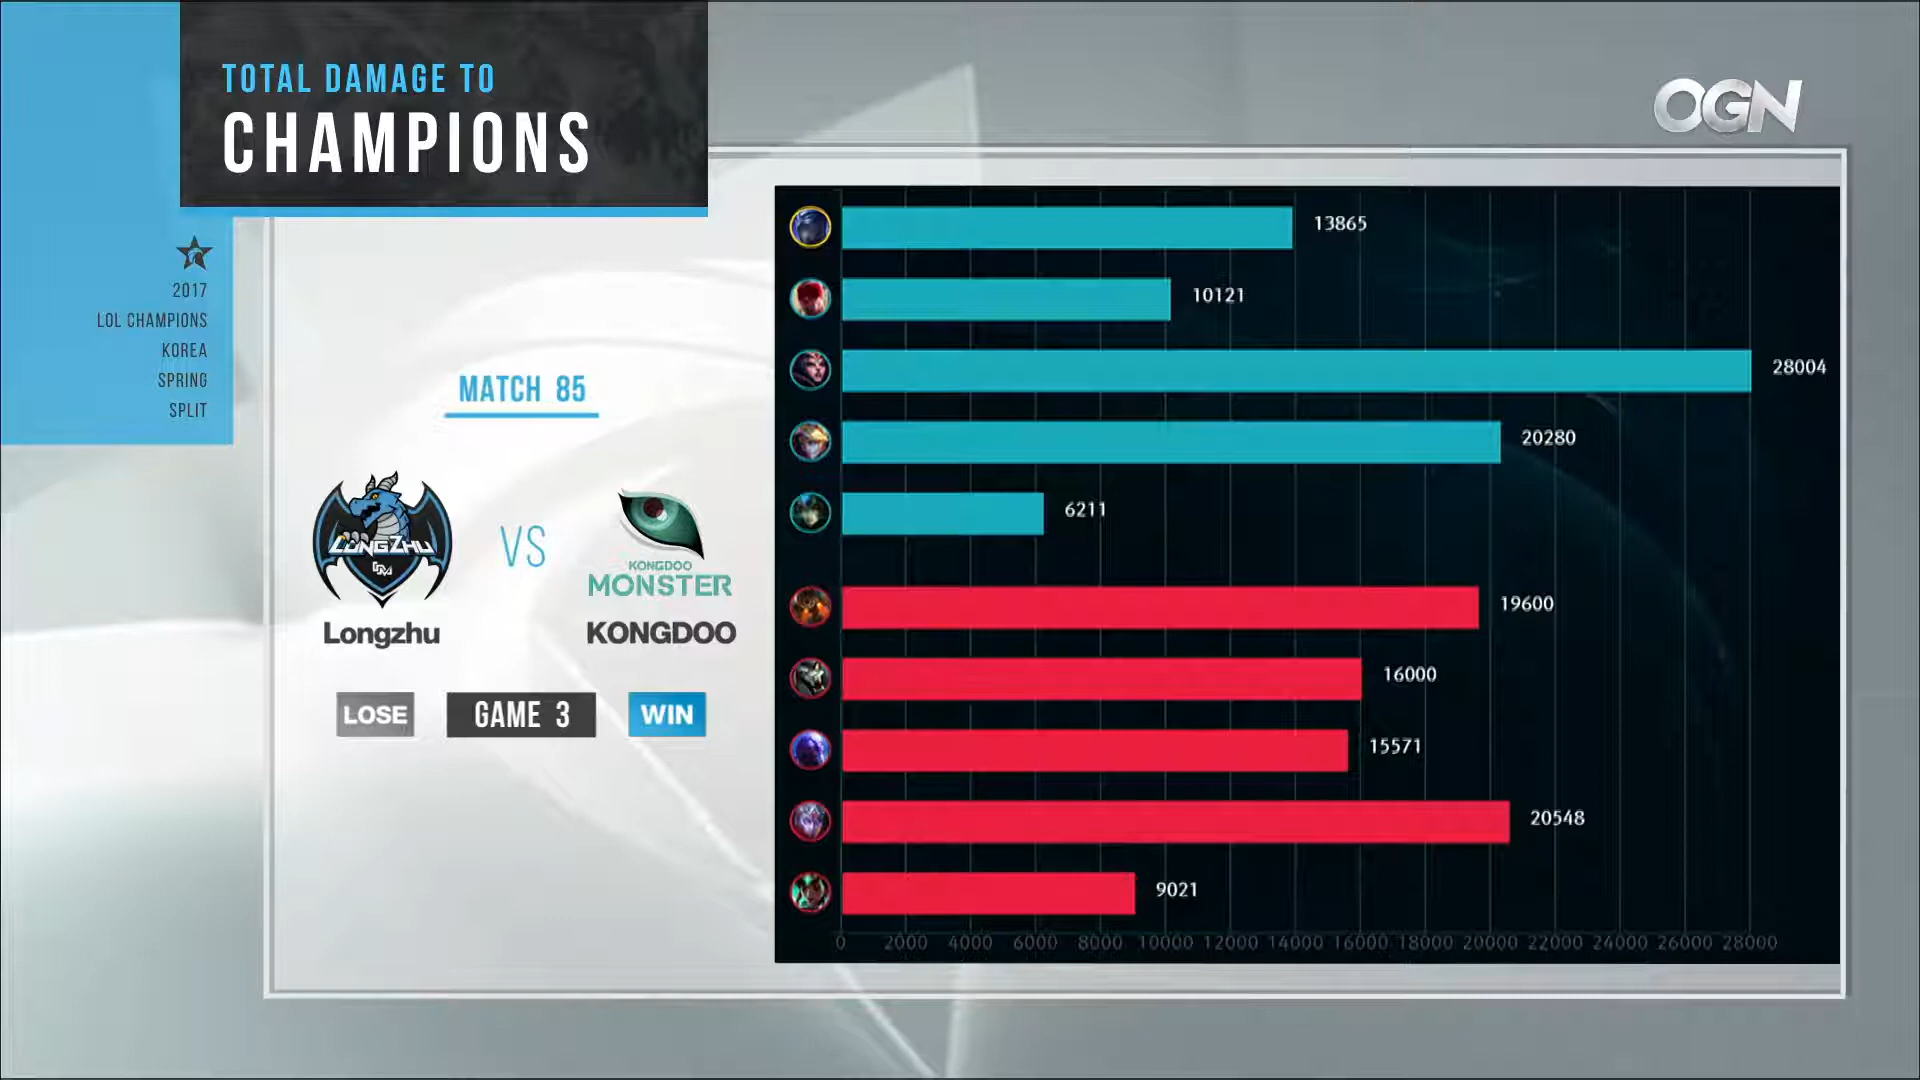 TOTAL DAMAGE TO
CHAMPIONS
OGN
2017
LOL CHAMPIONS
KOREA
SPRING
SPLIT
MATCH 85
LONGZHU
VS
KONGDOO
MONSTER
Longzhu
KONGDOO
LOSE
GAME 3
WIN
13865
10121
28004
20280
6211
19600
16000
15571
20548
9021
0 2000 4000 6000 8000 10000 12000 14000 16000 18000 20000 22000 24000 26000 28000